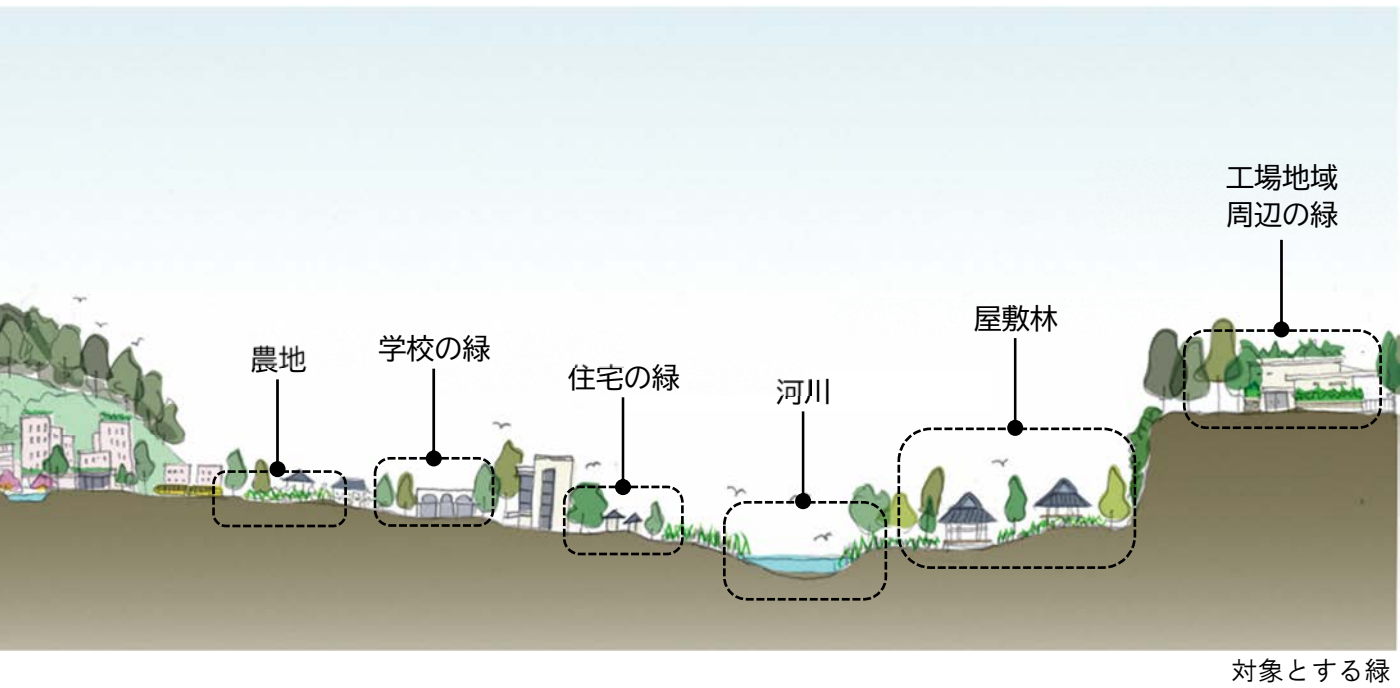 農地
学校の緑
住宅の緑
河川
屋敷林
工場地域
周辺の緑
対象とする緑